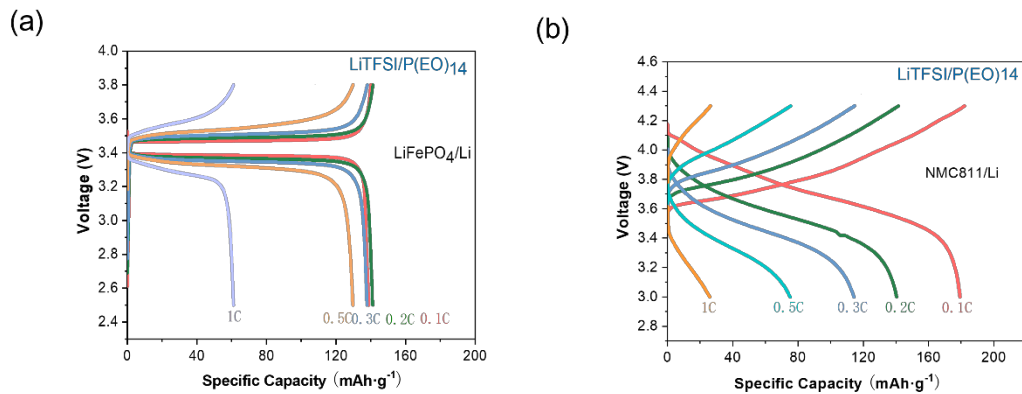 (a)
4.0
3.8
3.6
3.4
3.2
3.0
2.8
2.6
2.4
Voltage (V)
LiTFSI/P(EO)14
LiFePO4/Li
1C
0.5C
0.3C
0.2C
0.1C
0
40
80
120
160
200
Specific Capacity (mAh·g⁻¹)
(b)
4.6
4.4
4.2
4.0
3.8
3.6
3.4
3.2
3.0
2.8
Voltage (V)
LiTFSI/P(EO)14
NMC811/Li
1C
0.5C
0.3C
0.2C
0.1C
0
40
80
120
160
200
Specific Capacity (mAh·g⁻¹)